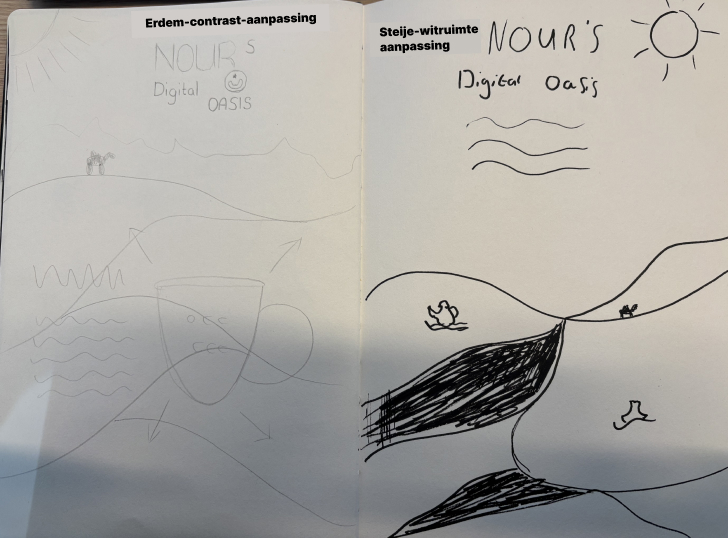 Erdem-contrast-aanpassing
NOUR'S
Digital
OASIS
Steije-witruimte
aanpassing
NOUR'S
Digital Oasis